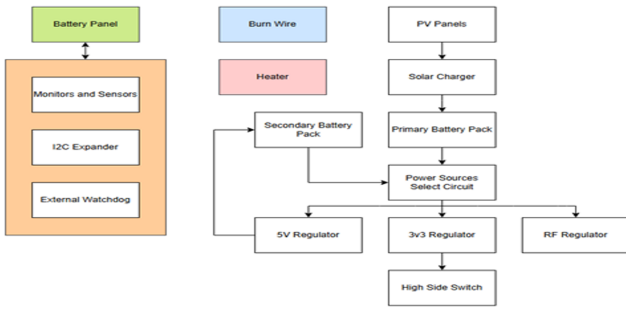 Battery Panel
Burn Wire
PV Panels
Monitors and Sensors
Heater
Solar Charger
I2C Expander
Secondary Battery
Pack
Primary Battery Pack
External Watchdog
Power Sources
Select Circuit
5V Regulator
3v3 Regulator
RF Regulator
High Side Switch